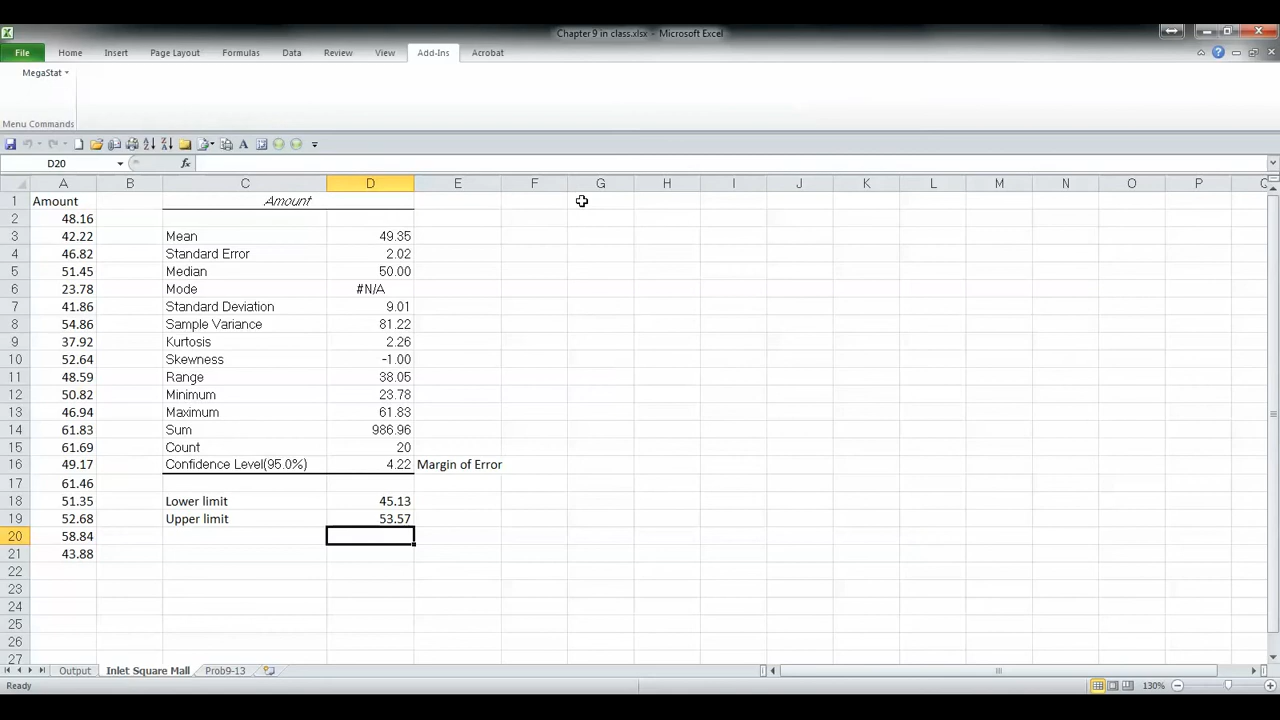 Chapter 9 in class.xlsx - Microsoft Excel
File Home Insert Page Layout Formulas Data Review View Add-Ins Acrobat
MegaStat
Menu Commands
D20 fx
A B C D E F G H I J K L M N O P
1 Amount Amount
2 48.16
3 42.22 Mean 49.35
4 46.82 Standard Error 2.02
5 51.45 Median 50.00
6 23.78 Mode #N/A
7 41.86 Standard Deviation 9.01
8 54.86 Sample Variance 81.22
9 37.92 Kurtosis 2.26
10 52.64 Skewness -1.00
11 48.59 Range 38.05
12 50.82 Minimum 23.78
13 46.94 Maximum 61.83
14 61.83 Sum 986.96
15 61.69 Count 20
16 49.17 Confidence Level(95.0%) 4.22 Margin of Error
17 61.46
18 51.35 Lower limit 45.13
19 52.68 Upper limit 53.57
20 58.84
21 43.88
22
23
24
25
26
27
Output Inlet Square Mall Prob9-13
Ready 130%